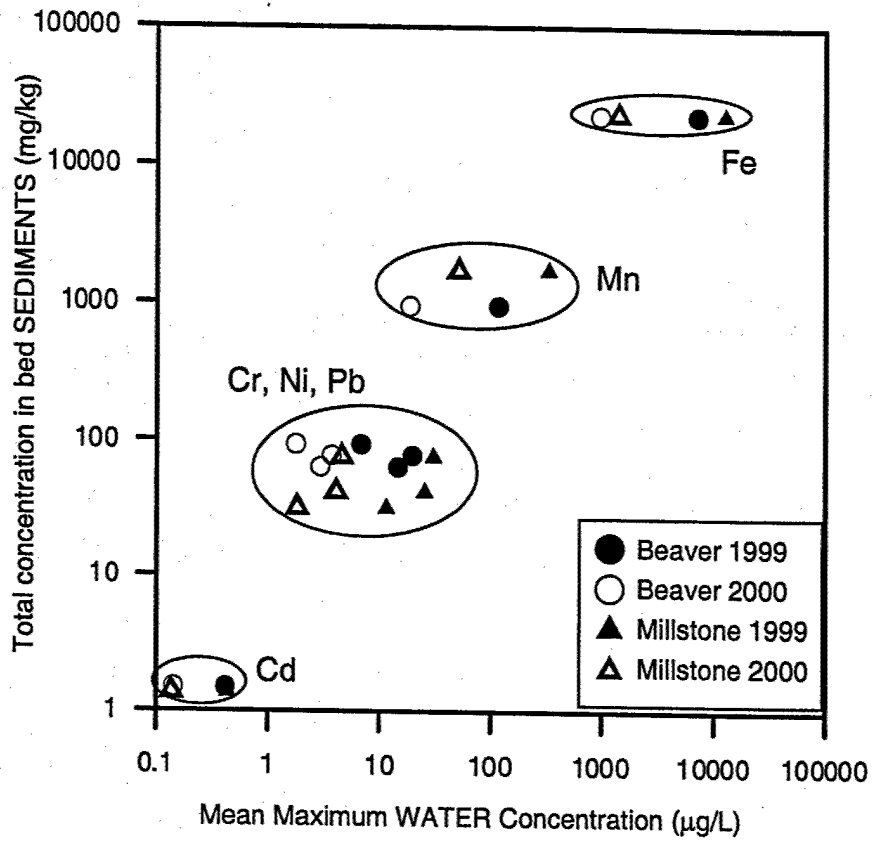 100000
10000
1000
100
10
1
Total concentration in bed SEDIMENTS (mg/kg)
Fe
Mn
Cr, Ni, Pb
Cd
Beaver 1999
Beaver 2000
Millstone 1999
Millstone 2000
0.1 1 10 100 1000 10000 100000
Mean Maximum WATER Concentration (μg/L)